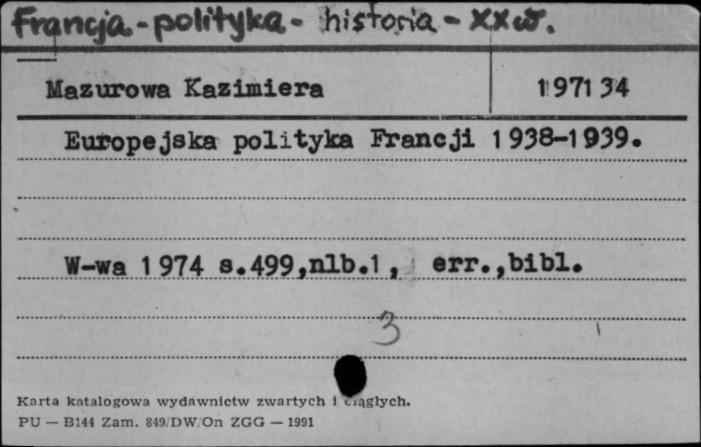 Francja - polityka - historia - XX w.
Mazurowa Kazimiera 197134
Europejska polityka Francji 1938-1939.
W-wa 1974 s.499,nlb.1, err.,bibl.
3
Karta katalogowa wydawnictw zwartych i ciągłych.
PU — B144 Zam. 849/DW/On ZGG — 1991